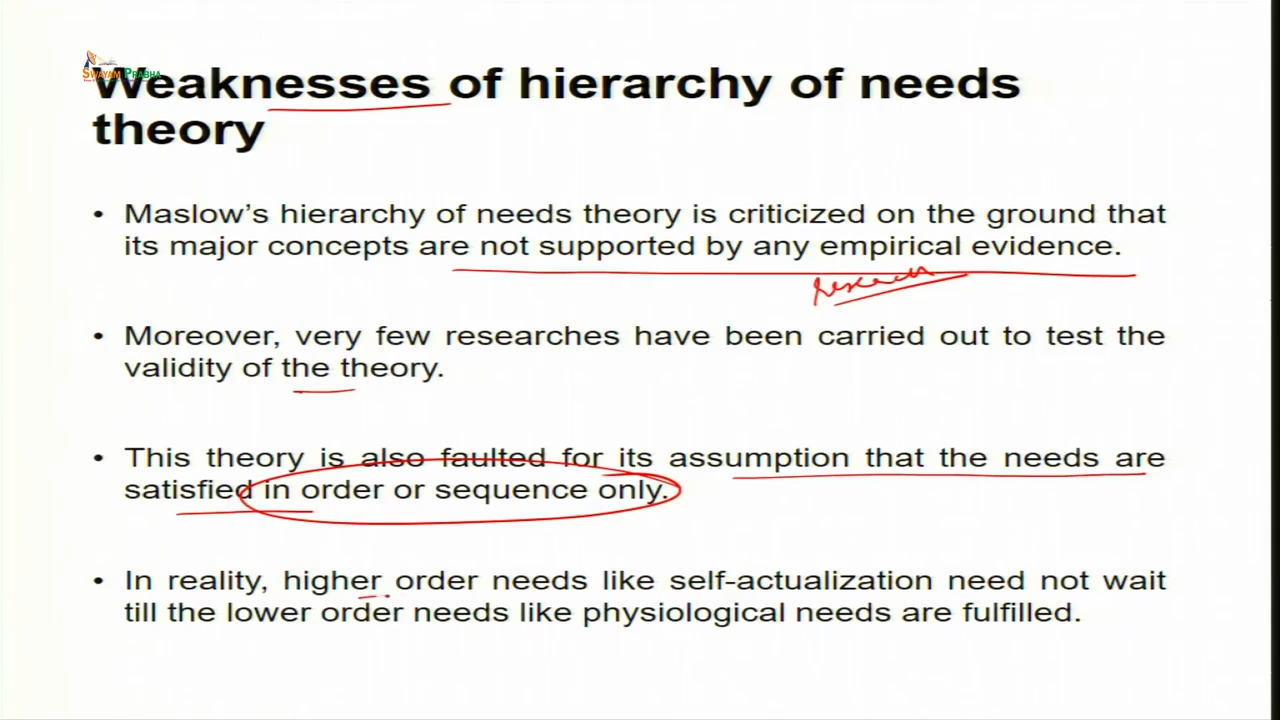 SWAYAM PRABHA
Weaknesses of hierarchy of needs
theory
• Maslow's hierarchy of needs theory is criticized on the ground that
its major concepts are not supported by any empirical evidence.
• Moreover, very few researches have been carried out to test the
validity of the theory.
• This theory is also faulted for its assumption that the needs are
satisfied in order or sequence only.
• In reality, higher order needs like self-actualization need not wait
till the lower order needs like physiological needs are fulfilled.